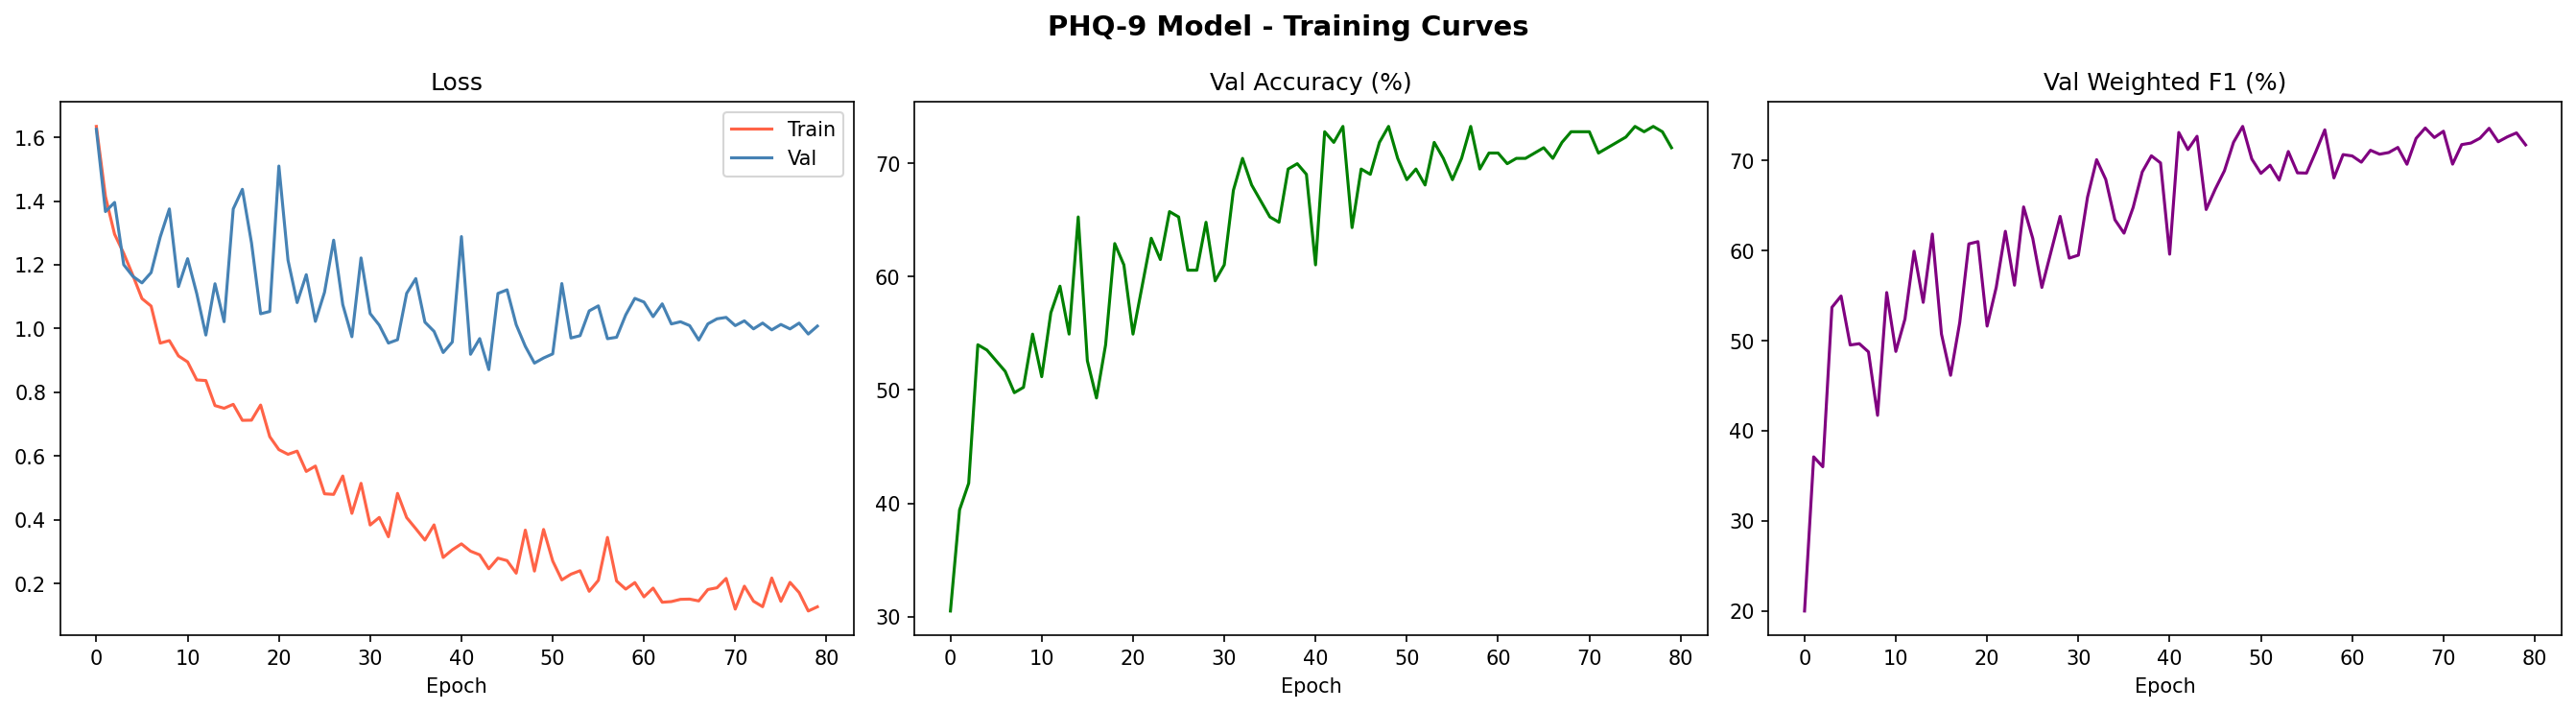 PHQ-9 Model - Training Curves
Loss
Train
Val
1.6
1.4
1.2
1.0
0.8
0.6
0.4
0.2
0 10 20 30 40 50 60 70 80
Epoch
Val Accuracy (%)
70
60
50
40
30
0 10 20 30 40 50 60 70 80
Epoch
Val Weighted F1 (%)
70
60
50
40
30
20
0 10 20 30 40 50 60 70 80
Epoch